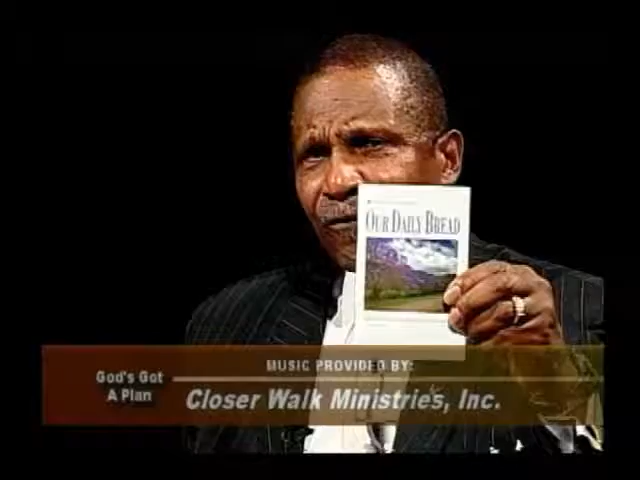 OUR DAILY BREAD
MUSIC PROVIDED BY:
God's Got
A Plan
Closer Walk Ministries, Inc.